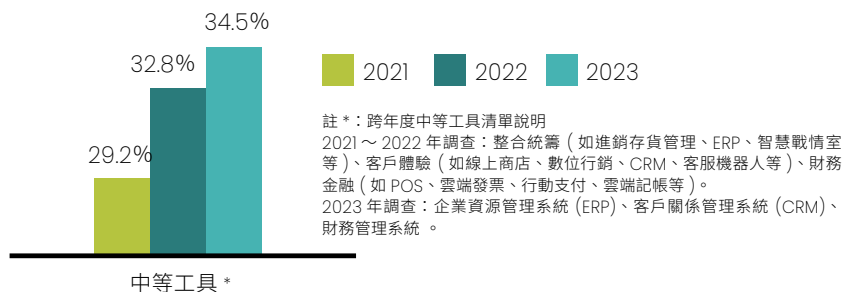 34.5%
32.8%
29.2%
2021 2022 2023
註 *：跨年度中等工具清單說明
2021 ～ 2022 年調查：整合統籌（如進銷存貨管理、ERP、智慧戰情室
等）、客戶體驗（如線上商店、數位行銷、CRM、客服機器人等）、財務
金融（如 POS、雲端發票、行動支付、雲端記帳等）。
2023 年調查：企業資源管理系統 (ERP)、客戶關係管理系統 (CRM)、
財務管理系統 。
中等工具 *